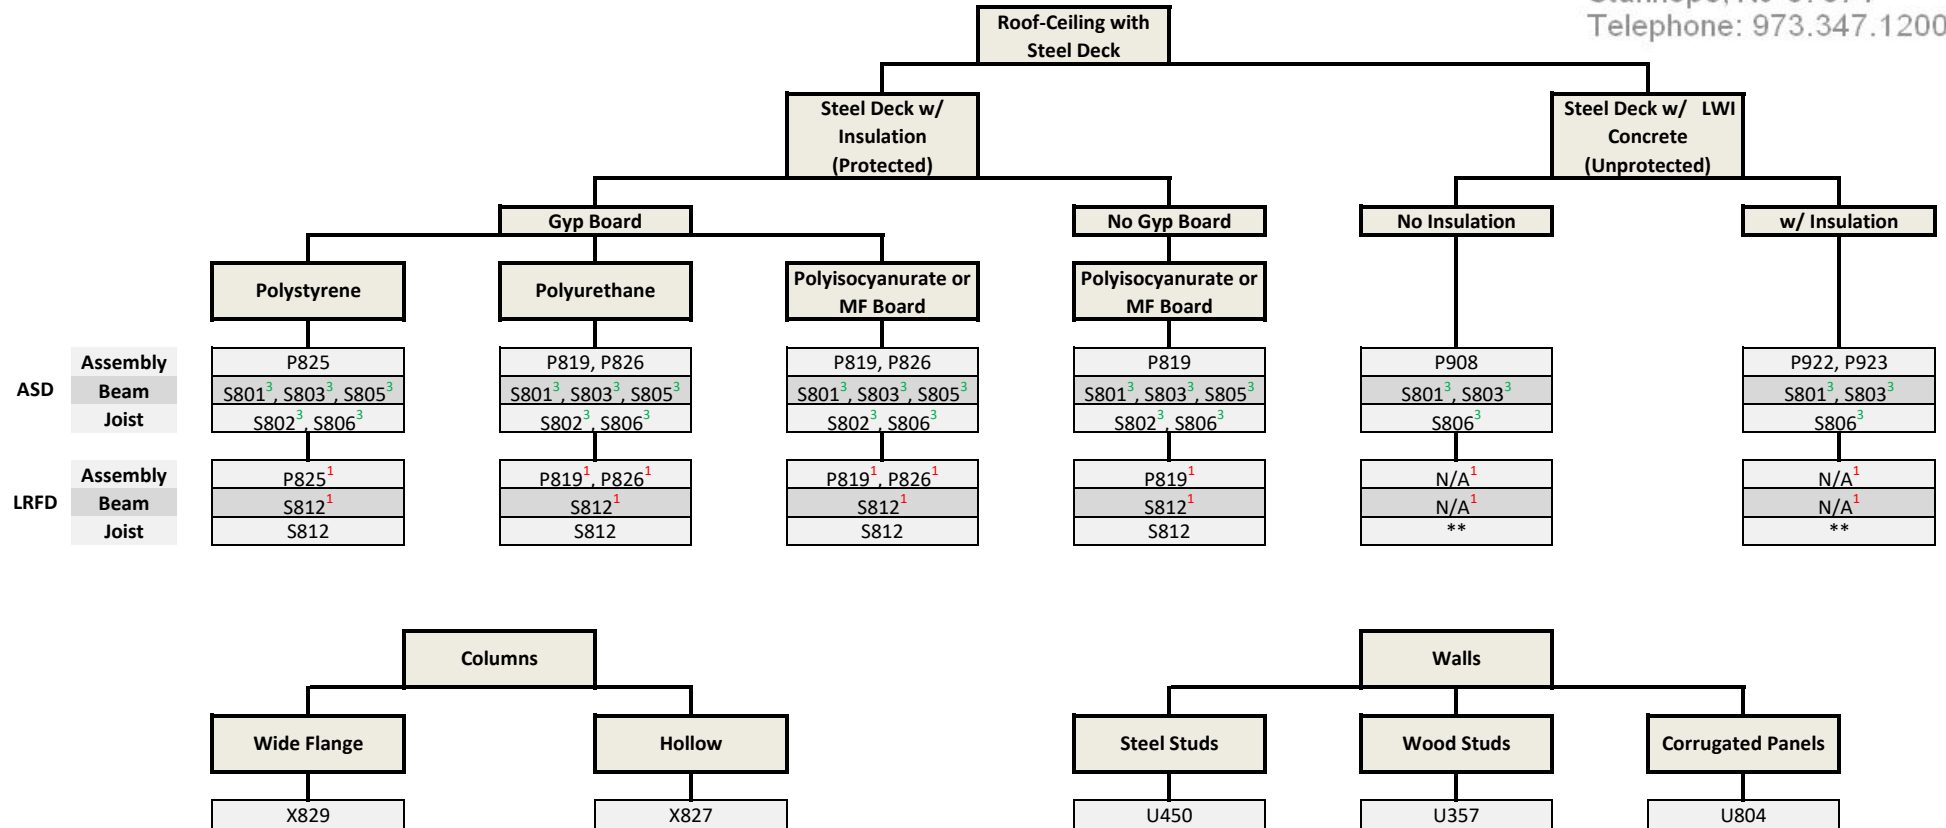 Telephone: 973.347.1200
Roof-Ceiling with
Steel Deck
Steel Deck w/
Insulation
(Protected)
Steel Deck w/ LWI
Concrete
(Unprotected)
Gyp Board
No Gyp Board
No Insulation
w/ Insulation
Polystyrene
Polyurethane
Polyisocyanurate or
MF Board
Polyisocyanurate or
MF Board
ASD
Assembly P825 P819, P826 P819, P826 P819 P908 P922, P923
Beam S801³, S803³, S805³ S801³, S803³, S805³ S801³, S803³, S805³ S801³, S803³, S805³ S801³, S803³ S801³, S803³
Joist S802³, S806³ S802³, S806³ S802³, S806³ S802³, S806³ S806³ S806³
LRFD
Assembly P825¹ P819¹, P826¹ P819¹, P826¹ P819¹ N/A¹ N/A¹
Beam S812¹ S812¹ S812¹ S812¹ N/A¹ N/A¹
Joist S812 S812 S812 S812 ** **
Columns
Walls
Wide Flange
Hollow
Steel Studs
Wood Studs
Corrugated Panels
X829
X827
U450
U357
U804